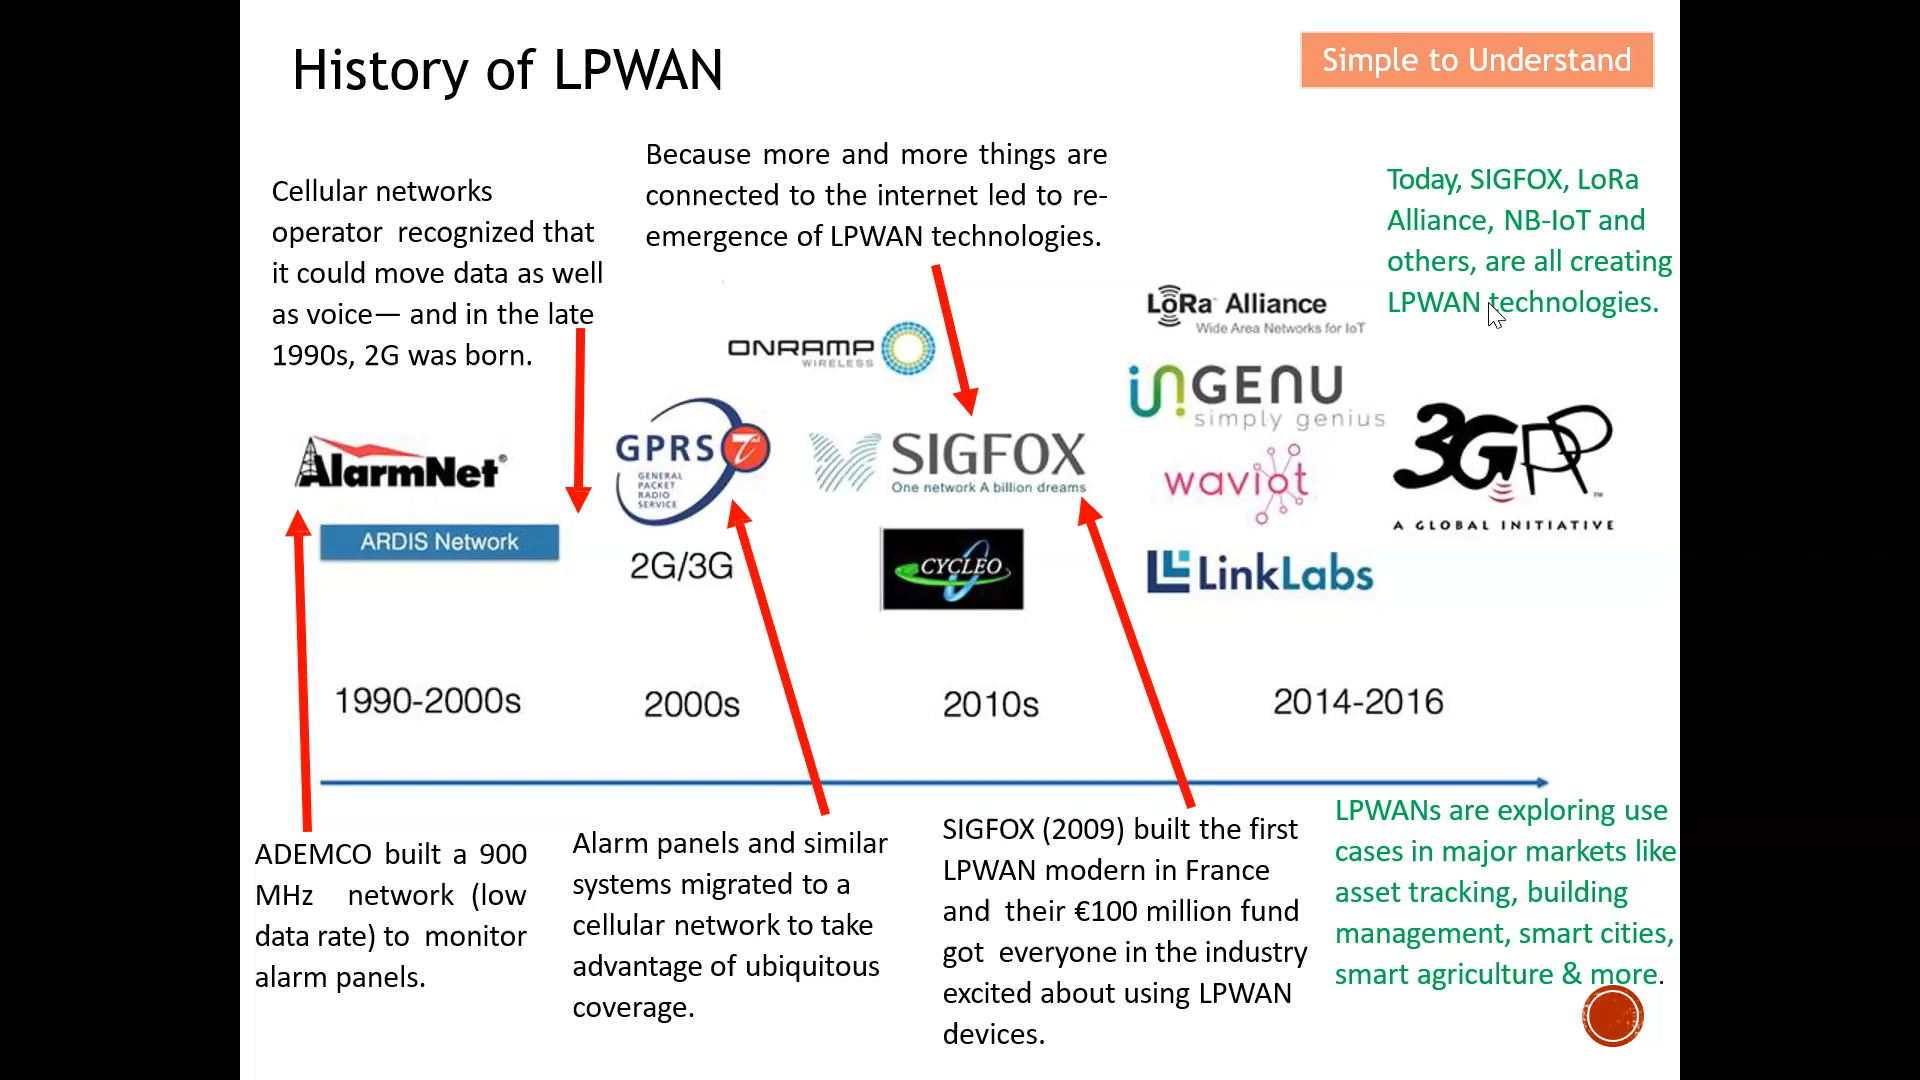 History of LPWAN
Simple to Understand
Cellular networks
operator recognized that
it could move data as well
as voice— and in the late
1990s, 2G was born.
Because more and more things are
connected to the internet led to re-
emergence of LPWAN technologies.
Today, SIGFOX, LoRa
Alliance, NB-IoT and
others, are all creating
LPWAN technologies.
AlarmNet®
ARDIS Network
GPRS
GENERAL
PACKET
RADIO
SERVICE
2G/3G
ONRAMP
WIRELESS
SIGFOX
One network A billion dreams
CYCLEO
LoRa Alliance
Wide Area Networks for IoT
inGENU
simply genius
waviot
LinkLabs
3GPP™
A GLOBAL INITIATIVE
1990-2000s
2000s
2010s
2014-2016
ADEMCO built a 900
MHz network (low
data rate) to monitor
alarm panels.
Alarm panels and similar
systems migrated to a
cellular network to take
advantage of ubiquitous
coverage.
SIGFOX (2009) built the first
LPWAN modern in France
and their €100 million fund
got everyone in the industry
excited about using LPWAN
devices.
LPWANs are exploring use
cases in major markets like
asset tracking, building
management, smart cities,
smart agriculture & more.